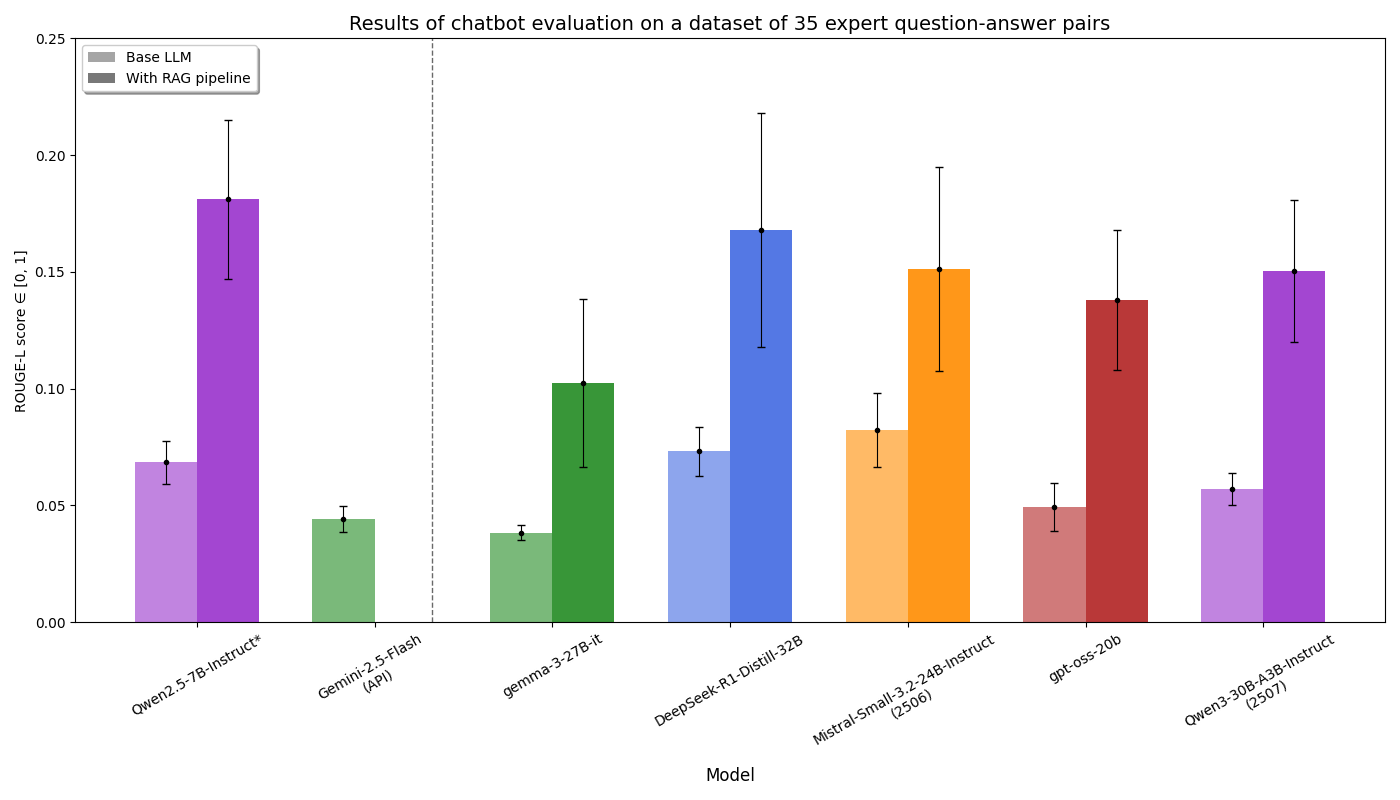 Results of chatbot evaluation on a dataset of 35 expert question-answer pairs
Base LLM
With RAG pipeline
ROUGE-L score ∈ [0, 1]
0.25
0.20
0.15
0.10
0.05
0.00
Qwen2.5-7B-Instruct*
Gemini-2.5-Flash
(API)
gemma-3-27B-it
DeepSeek-R1-Distill-32B
Mistral-Small-3.2-24B-Instruct
(2506)
gpt-oss-20b
Qwen3-30B-A3B-Instruct
(2507)
Model